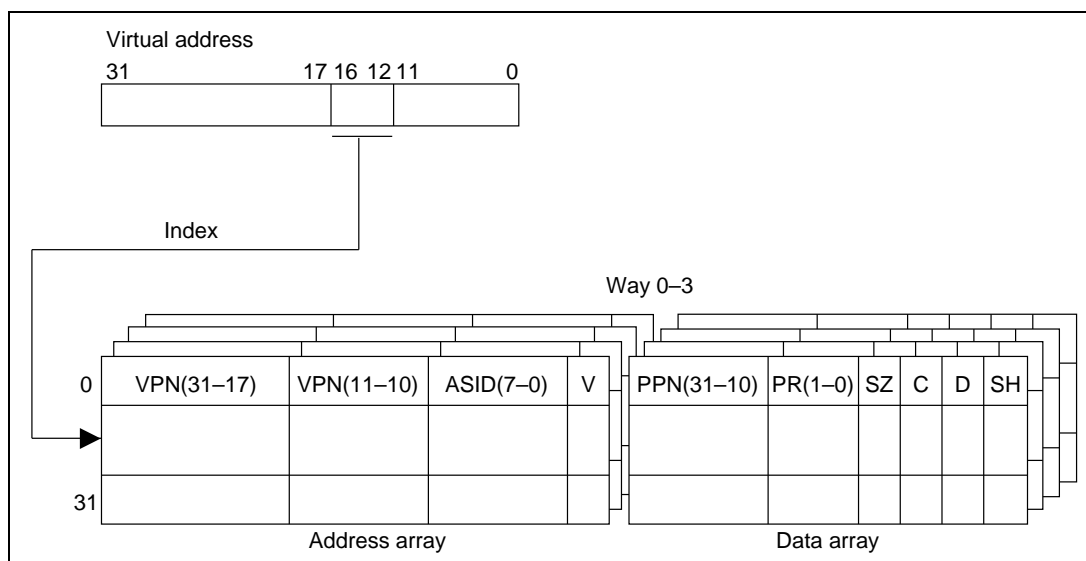 Virtual address
31 17 16 12 11 0
Index
Way 0–3
0 VPN(31–17) VPN(11–10) ASID(7–0) V PPN(31–10) PR(1–0) SZ C D SH
31
Address array Data array